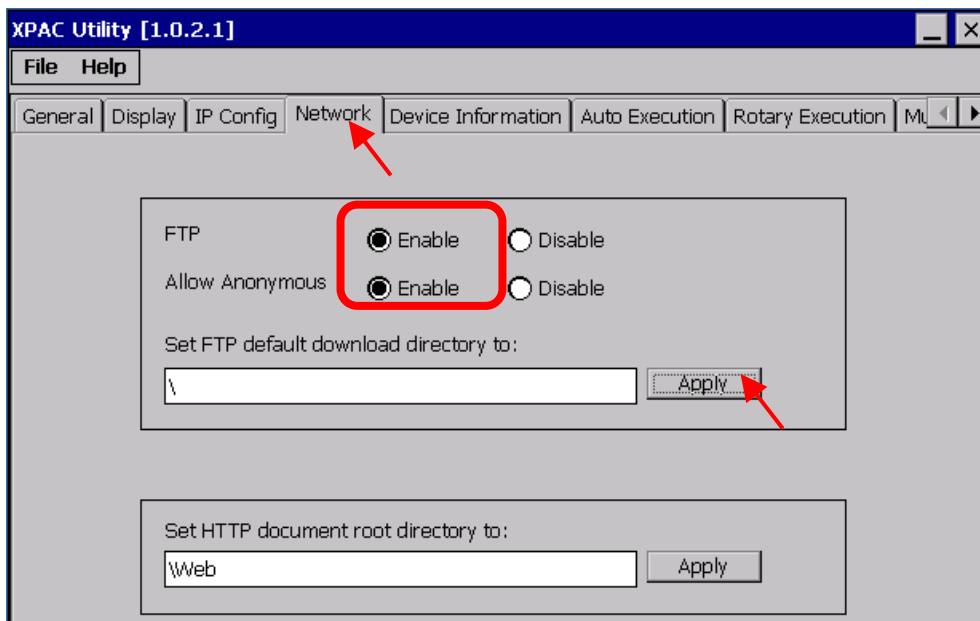 XPAC Utility [1.0.2.1]
File Help
General Display IP Config Network Device Information Auto Execution Rotary Execution
FTP Enable Disable
Allow Anonymous Enable Disable
Set FTP default download directory to:
\ Apply
Set HTTP document root directory to:
\Web Apply